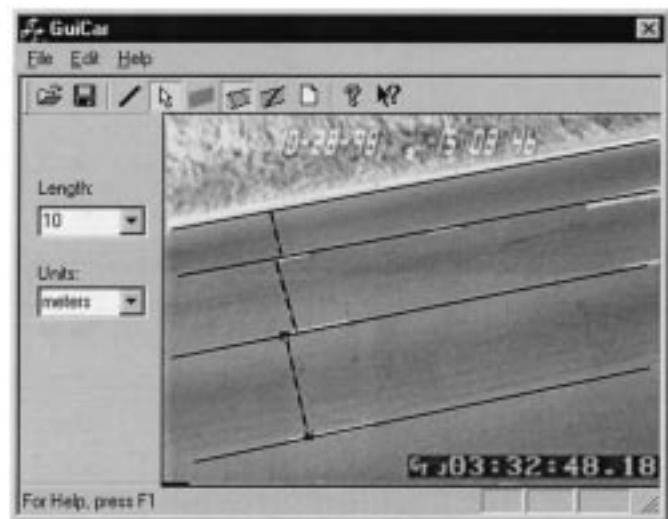 GuiCar
File Edit Help
Length:
10
Units:
meters
03:32:48.18
For Help, press F1